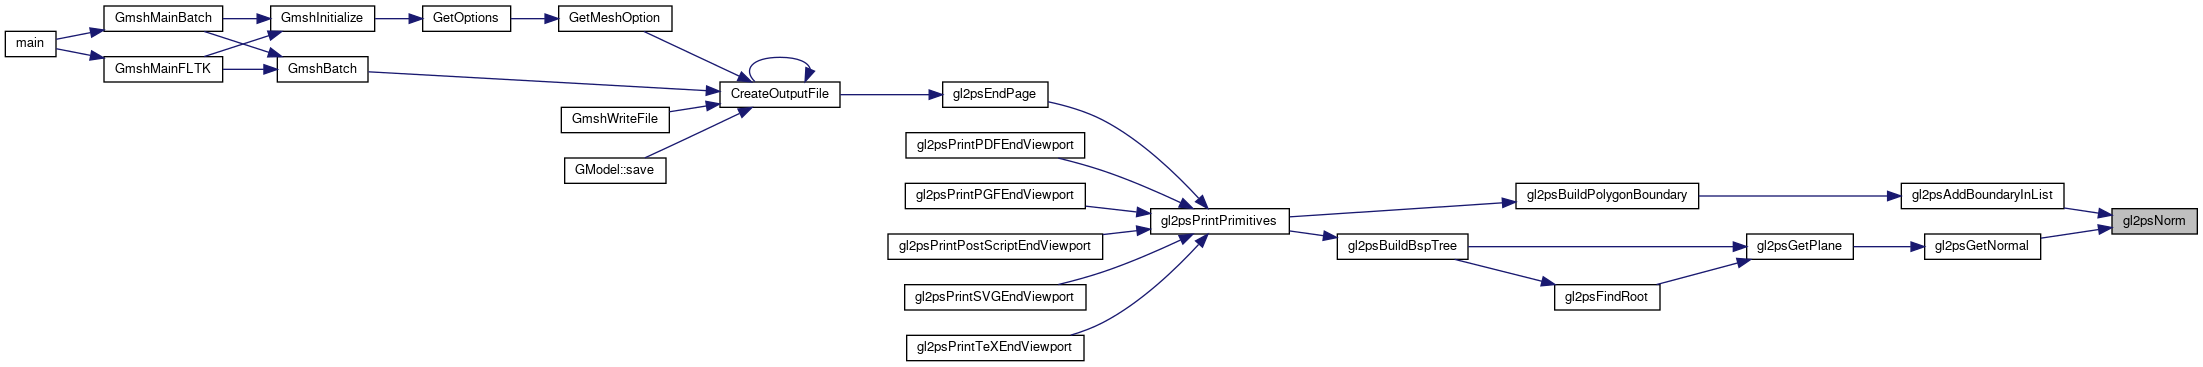 GmshMainBatch
GmshInitialize
GetOptions
GetMeshOption
main
GmshMainFLTK
GmshBatch
CreateOutputFile
gl2psEndPage
GmshWriteFile
gl2psPrintPDFEndViewport
GModel::save
gl2psPrintPGFEndViewport
gl2psBuildPolygonBoundary
gl2psAddBoundaryInList
gl2psPrintPrimitives
gl2psNorm
gl2psPrintPostScriptEndViewport
gl2psBuildBspTree
gl2psGetPlane
gl2psGetNormal
gl2psPrintSVGEndViewport
gl2psFindRoot
gl2psPrintTeXEndViewport